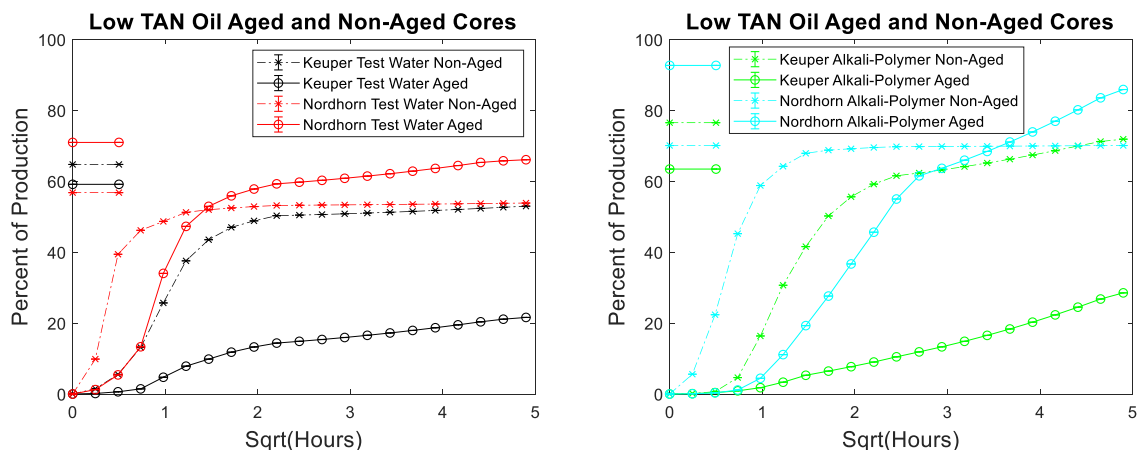 Low TAN Oil Aged and Non-Aged Cores
100
80
60
40
20
0
Percent of Production
Keuper Test Water Non-Aged
Keuper Test Water Aged
Nordhorn Test Water Non-Aged
Nordhorn Test Water Aged
0 1 2 3 4 5
Sqrt(Hours)
Low TAN Oil Aged and Non-Aged Cores
100
80
60
40
20
0
Percent of Production
Keuper Alkali-Polymer Non-Aged
Keuper Alkali-Polymer Aged
Nordhorn Alkali-Polymer Non-Aged
Nordhorn Alkali-Polymer Aged
0 1 2 3 4 5
Sqrt(Hours)